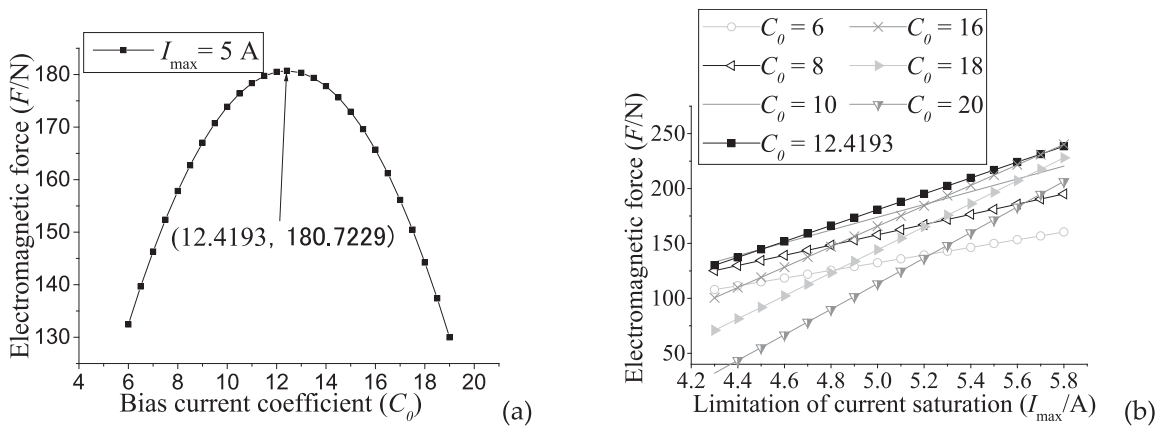 (a)
I_max = 5 A
Electromagnetic force (F/N)
180
170
160
150
140
130
(12.4193, 180.7229)
4 6 8 10 12 14 16 18 20
Bias current coefficient (C_0)
(b)
C_0 = 6
C_0 = 16
C_0 = 8
C_0 = 18
C_0 = 10
C_0 = 20
C_0 = 12.4193
Electromagnetic force (F/N)
250
200
150
100
50
4.2 4.4 4.6 4.8 5.0 5.2 5.4 5.6 5.8
Limitation of current saturation (I_max/A)